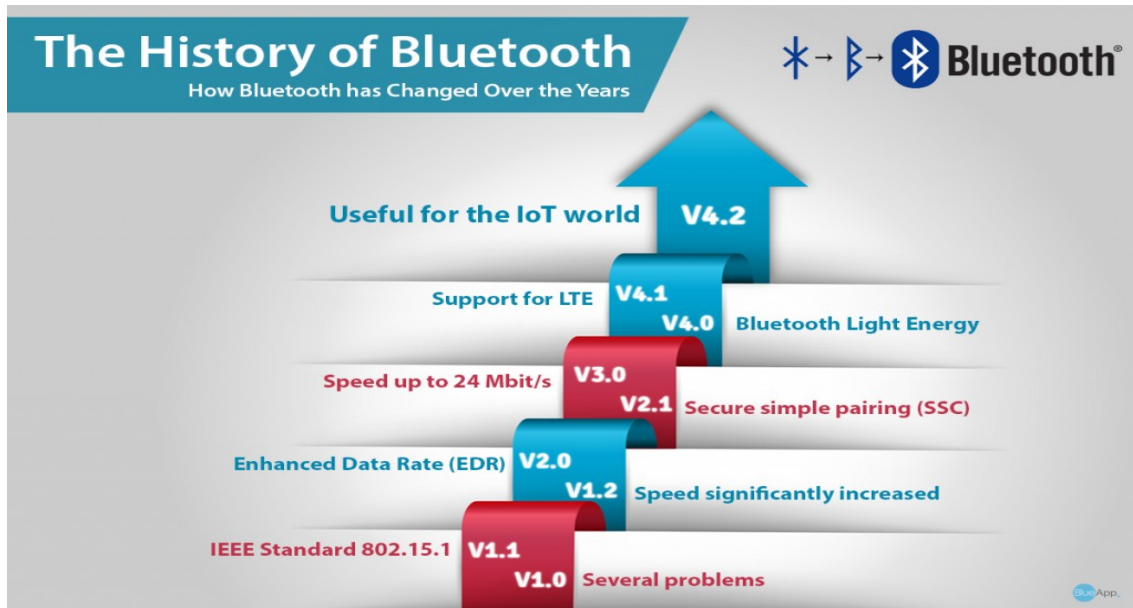 The History of Bluetooth
How Bluetooth has Changed Over the Years
Bluetooth®
Useful for the IoT world
V4.2
Support for LTE
V4.1
V4.0
Bluetooth Light Energy
Speed up to 24 Mbit/s
V3.0
V2.1
Secure simple pairing (SSC)
Enhanced Data Rate (EDR)
V2.0
V1.2
Speed significantly increased
IEEE Standard 802.15.1
V1.1
V1.0
Several problems
BlueApp.